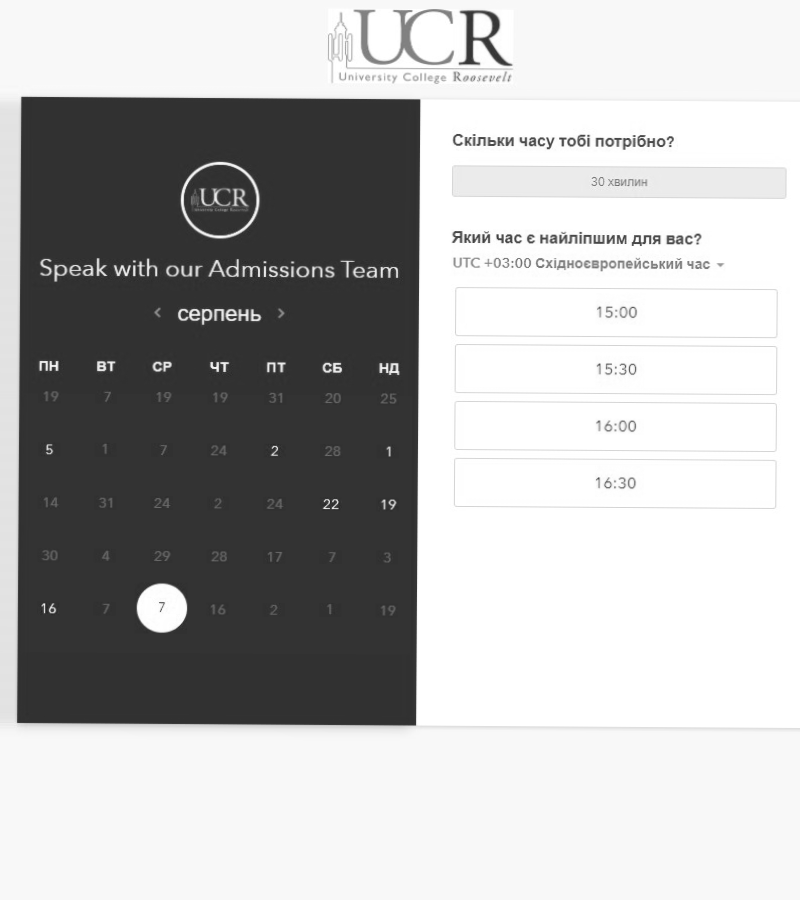 UCR
University College Roosevelt
UCR
University College Roosevelt
Speak with our Admissions Team
< серпень >
ПН ВТ СР ЧТ ПТ СБ НД
19 7 19 19 31 20 25
5 1 7 24 2 28 1
14 31 24 2 24 22 19
30 4 29 28 17 7 3
16 7 7 16 2 1 19
Скільки часу тобі потрібно?
30 хвилин
Який час є найліпшим для вас?
UTC +03:00 Східноєвропейський час
15:00
15:30
16:00
16:30